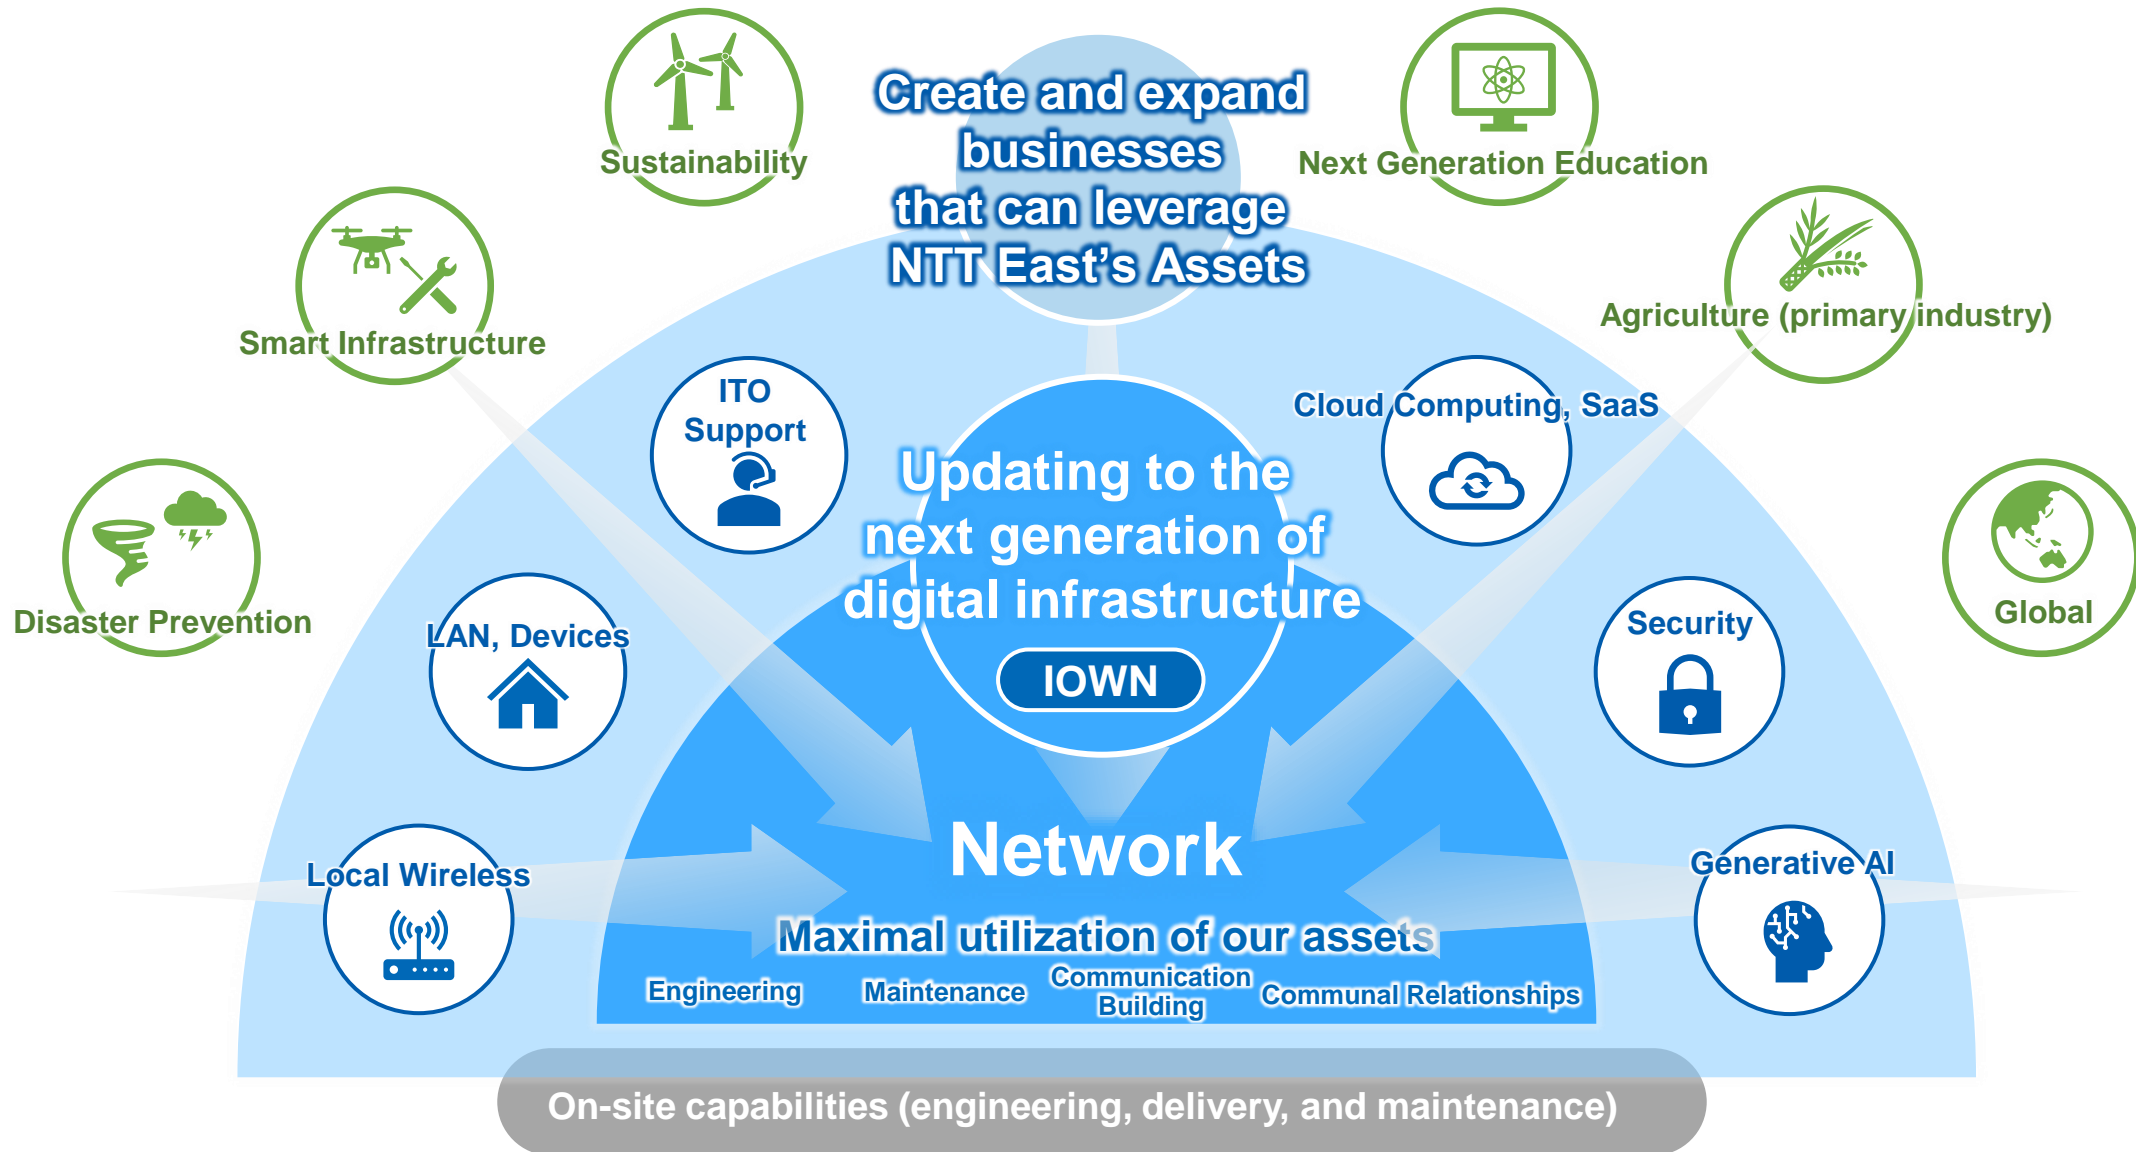 Create and expand
businesses
that can leverage
NTT East's Assets
Sustainability
Next Generation Education
Smart Infrastructure
Agriculture (primary industry)
Disaster Prevention
Global
ITO
Support
Cloud Computing, SaaS
LAN, Devices
Security
Local Wireless
Generative AI
Updating to the
next generation of
digital infrastructure
IOWN
Network
Maximal utilization of our assets
Engineering
Maintenance
Communication
Building
Communal Relationships
On-site capabilities (engineering, delivery, and maintenance)